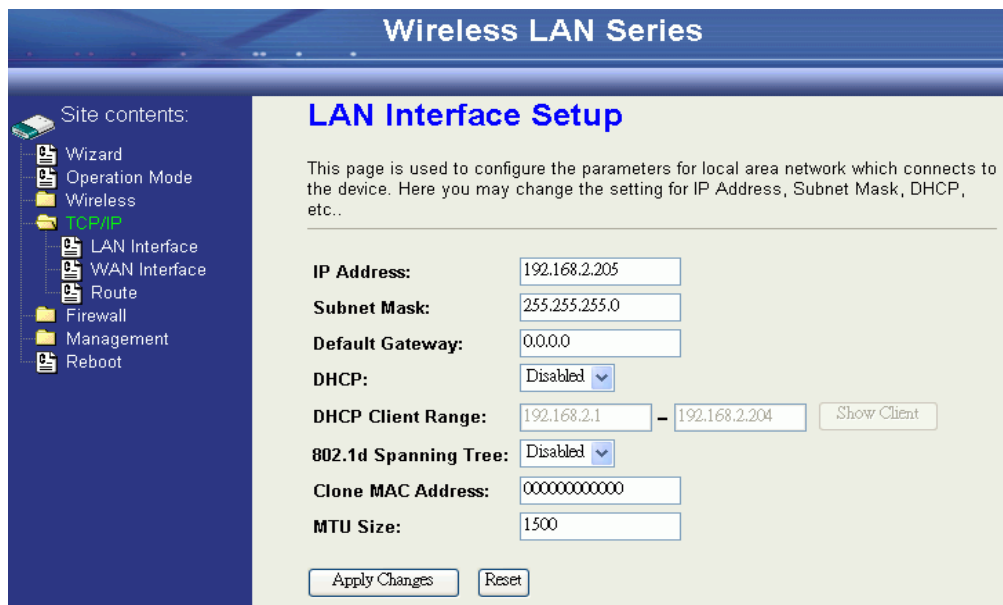 Wireless LAN Series
Site contents:
Wizard
Operation Mode
Wireless
TCP/IP
LAN Interface
WAN Interface
Route
Firewall
Management
Reboot
LAN Interface Setup
This page is used to configure the parameters for local area network which connects to
the device. Here you may change the setting for IP Address, Subnet Mask, DHCP,
etc..
IP Address: 192.168.2.205
Subnet Mask: 255.255.255.0
Default Gateway: 0.0.0.0
DHCP: Disabled
DHCP Client Range: 192.168.2.1 – 192.168.2.204 Show Client
802.1d Spanning Tree: Disabled
Clone MAC Address: 000000000000
MTU Size: 1500
Apply Changes Reset